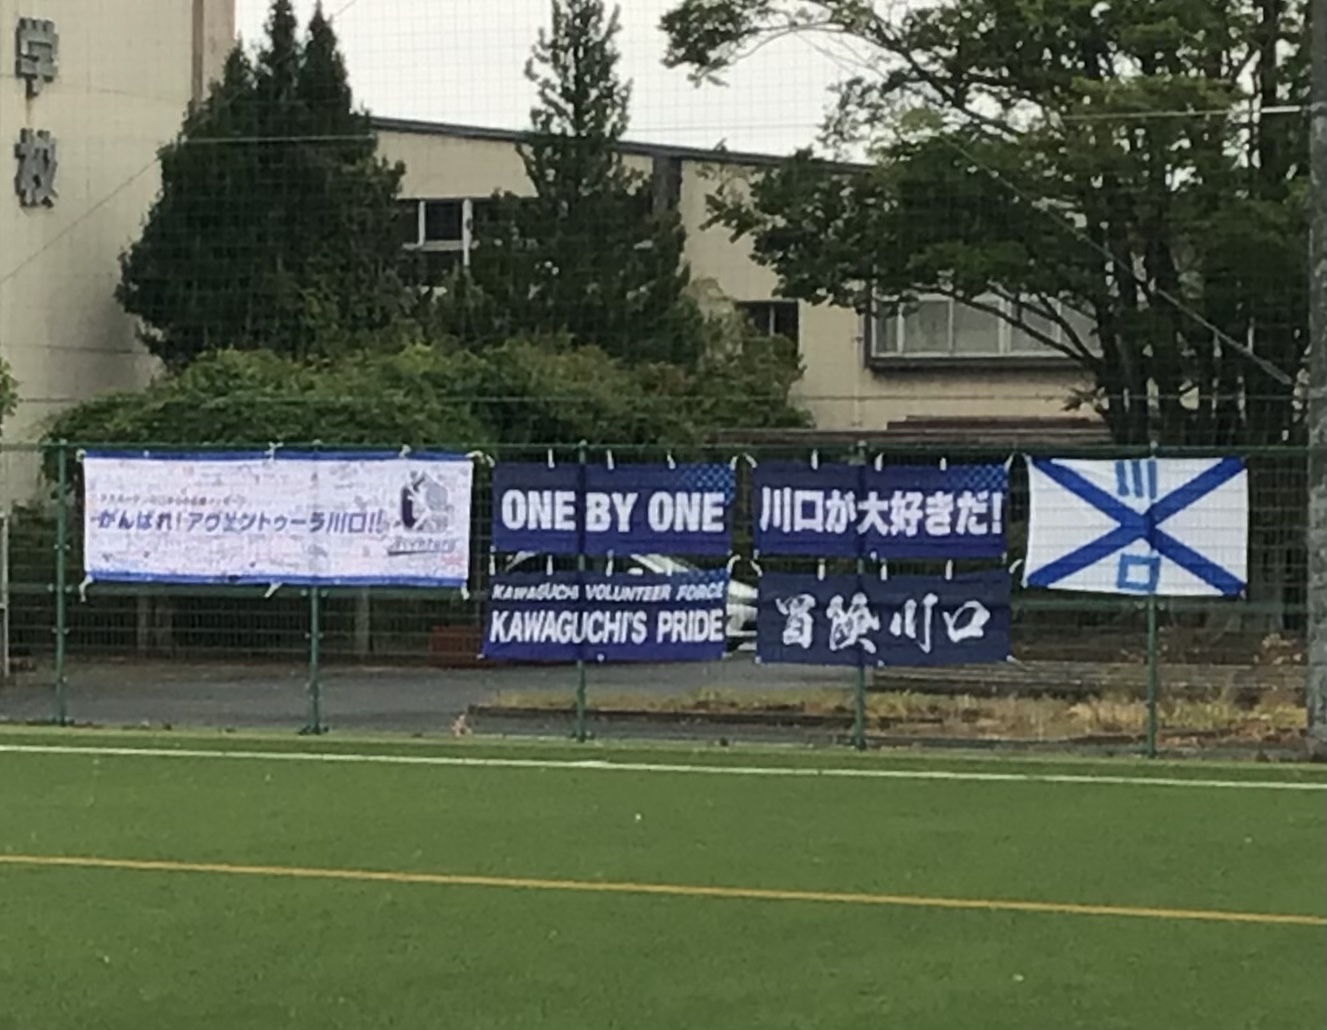 学校
がんばれ!アヴェントゥーラ川口!!
ONE BY ONE
KAWAGUCHI VOLUNTEER FORCE
KAWAGUCHI'S PRIDE
川口が大好きだ!
冒険川口
川
口